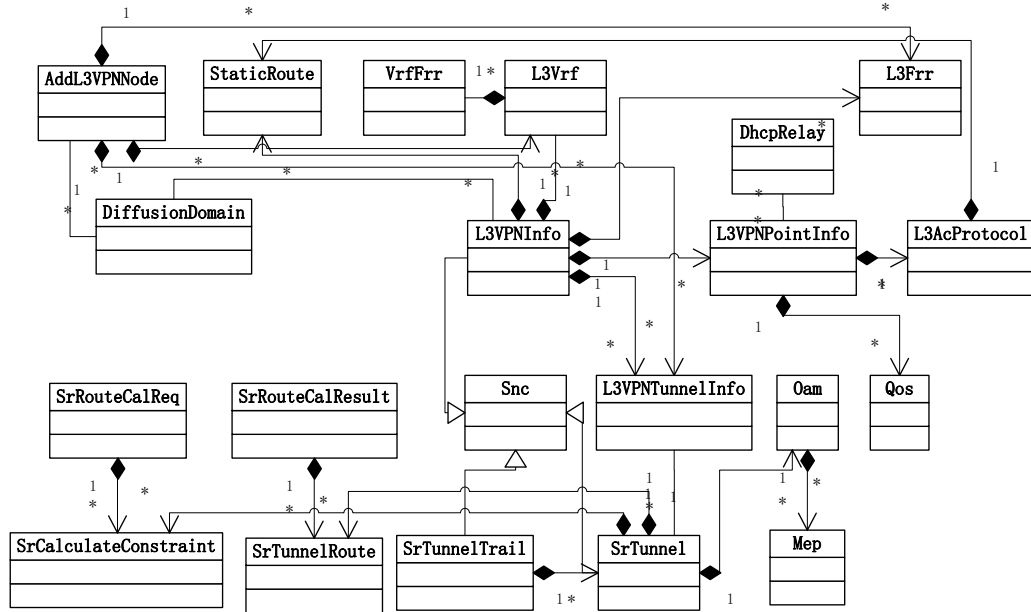 1
*
*
AddL3VPNNode
StaticRoute
VrfFrr
1 *
L3Vrf
L3Frr
DhcpRelay
*
*
1
*
*
*
*
1
*
1
1
*
*
*
1
DiffusionDomain
L3VPNInfo
L3VPNPointInfo
L3AcProtocol
1
1
1
*
*
1
1
*
*
*
SrRouteCalReq
SrRouteCalResult
Snc
L3VPNTunnelInfo
Oam
Qos
1
*
*
1
*
*
1
1
*
1
1
*
*
SrCalculateConstraint
SrTunnelRoute
SrTunnelTrail
SrTunnel
Mep
1 *
1